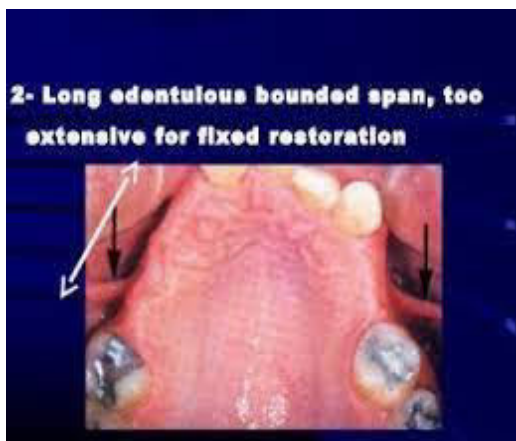 2- Long edentulous bounded span, too
extensive for fixed restoration